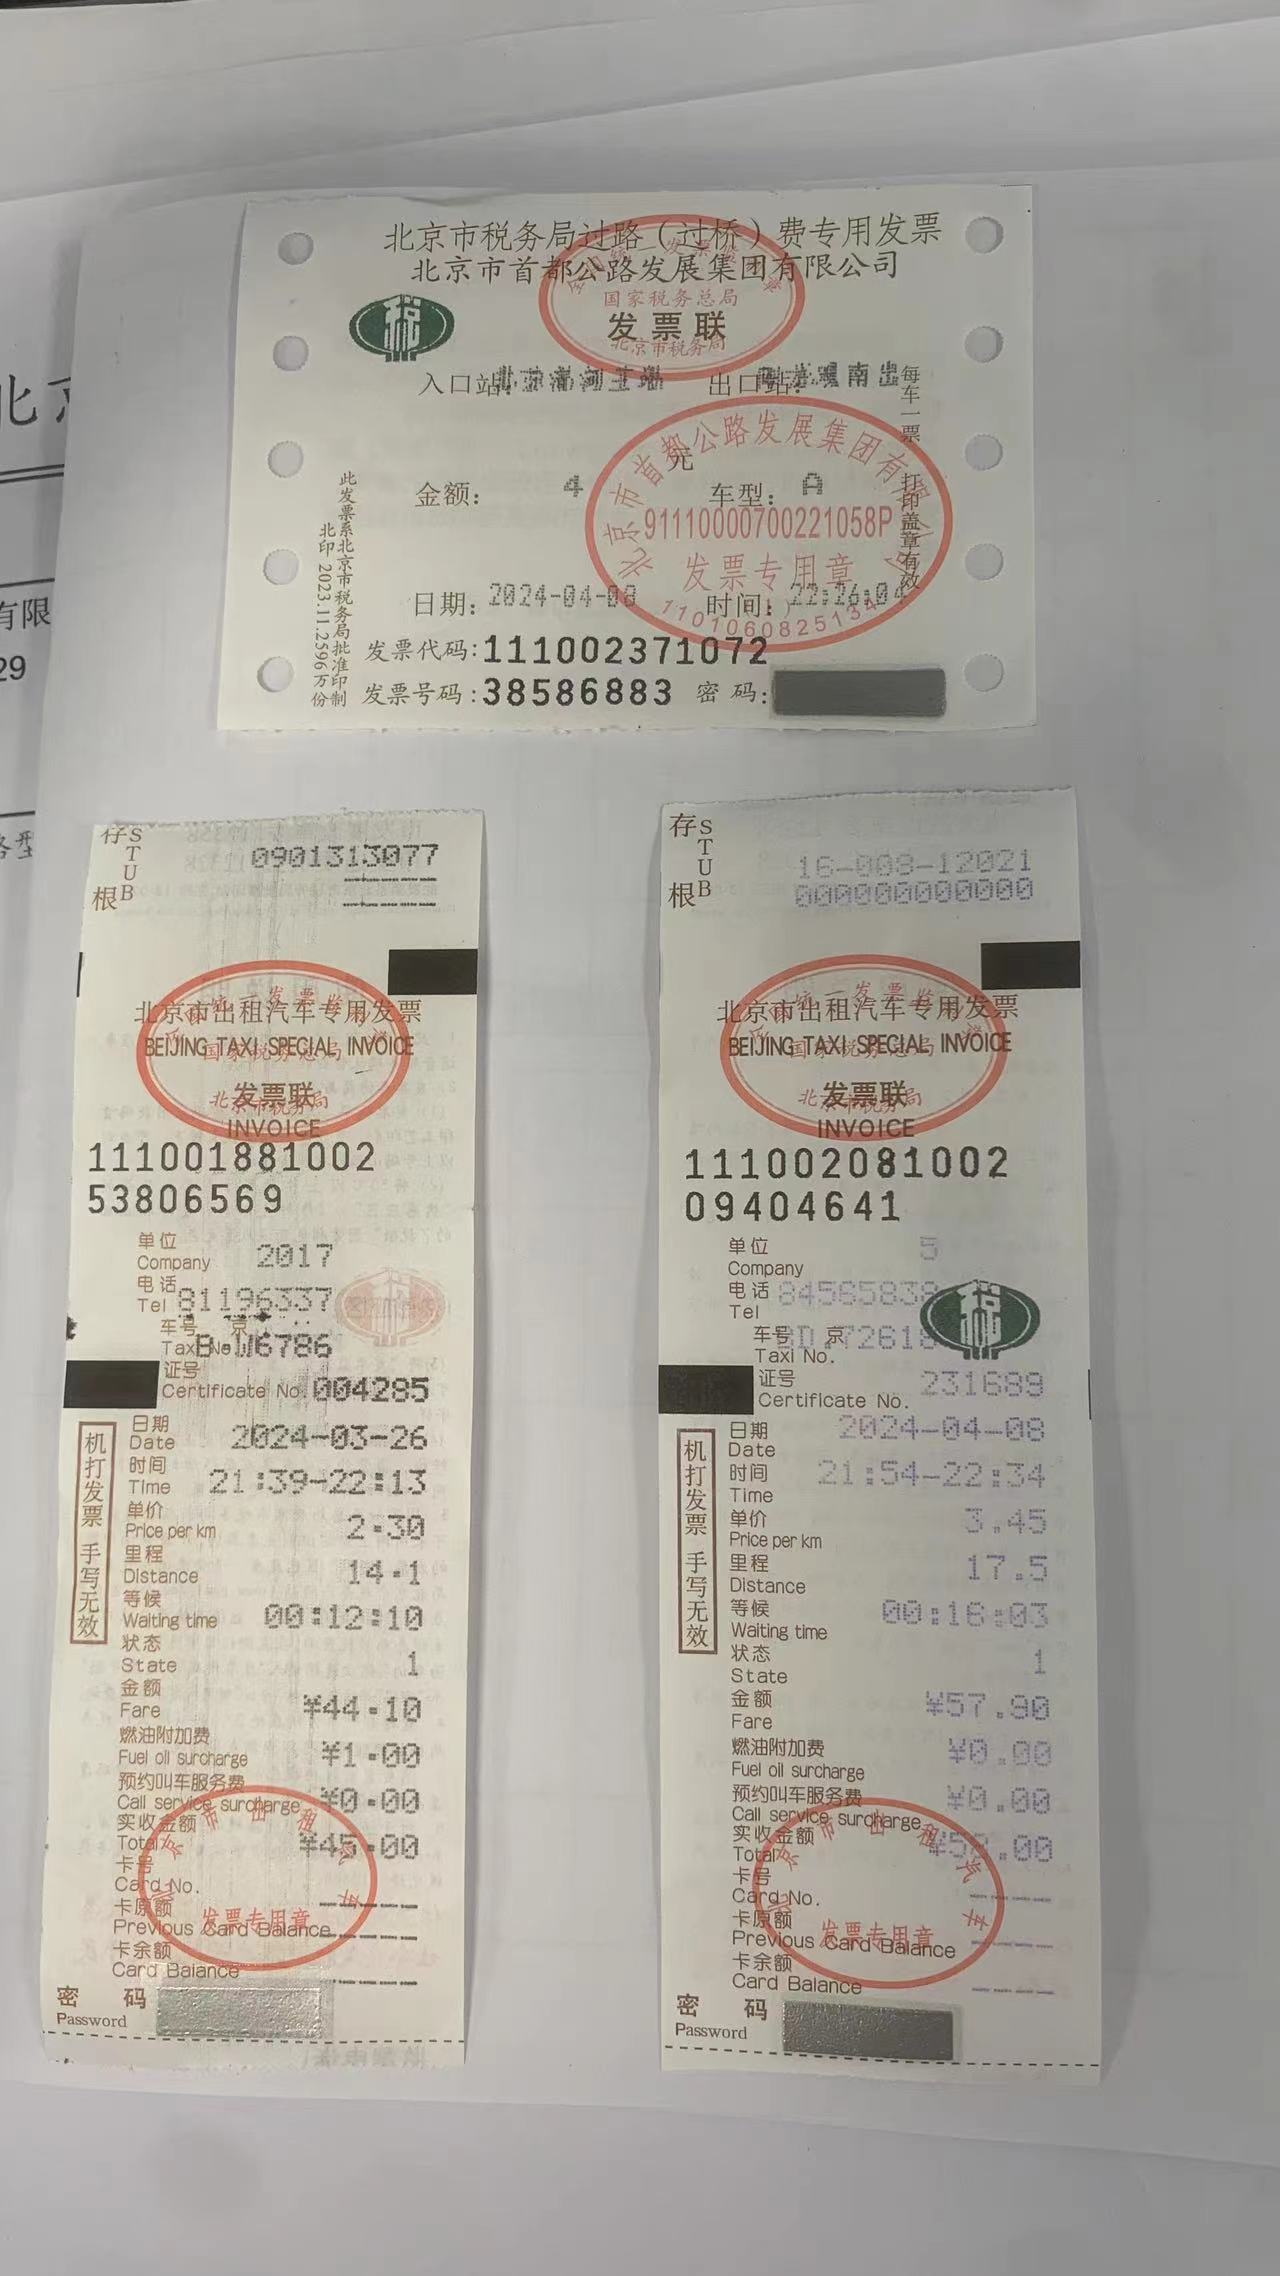 北京市税务局过路（过桥）费专用发票
北京市首都公路发展集团有限公司
全国统一发票监制章
国家税务总局
发票联
北京市税务局
税
入口站:
出口站: 南出
每车一票 打印盖章有效
北京市首都公路发展集团有限公司
元
金额: 4
车型: A
91110000700221058P
发票专用章
日期: 2024-04-08
时间: 22:26:04
1101060825134
此发票系北京市税务局批准印制
北印 2023.11.2596万份
发票代码:111002371072
发票号码:38586883 密 码:
存根 STUB
0901313077
北京市出租汽车专用发票
BEIJING TAXI SPECIAL INVOICE
国家税务总局
发票联
北京市税务局
INVOICE
111001881002
53806569
单位
Company 2017
电话
Tel 81196337
车号 京
Taxi No. B·W6786
证号
Certificate No. 004295
机打发票 手写无效
日期
Date 2024-03-26
时间
Time 21:39-22:13
单价
Price per km 2.30
里程
Distance 14.1
等候
Waiting time 00:12:10
状态
State 1
金额
Fare ¥44.10
燃油附加费
Fuel oil surcharge ¥1.00
预约叫车服务费
Call service surcharge ¥0.00
实收金额
Total ¥45.00
卡号
Card No.
卡原额
Previous Card Balance
卡余额
Card Balance
北京市出租汽车
发票专用章
密 码
Password
存根 STUB
16-008-12021
000000000000
北京市出租汽车专用发票
BEIJING TAXI SPECIAL INVOICE
国家税务总局
发票联
北京市税务局
INVOICE
111002081002
09404641
单位
Company 5
电话
Tel 84565838
税
车号 京
Taxi No. BD.72618
证号
Certificate No. 231689
机打发票 手写无效
日期
Date 2024-04-08
时间
Time 21:54-22:34
单价
Price per km 3.45
里程
Distance 17.5
等候
Waiting time 00:16:03
状态
State 1
金额
Fare ¥57.90
燃油附加费
Fuel oil surcharge ¥0.00
预约叫车服务费
Call service surcharge ¥0.00
实收金额
Total ¥58.00
卡号
Card No.
卡原额
Previous Card Balance
卡余额
Card Balance
北京市出租汽车
发票专用章
密 码
Password
有限
29